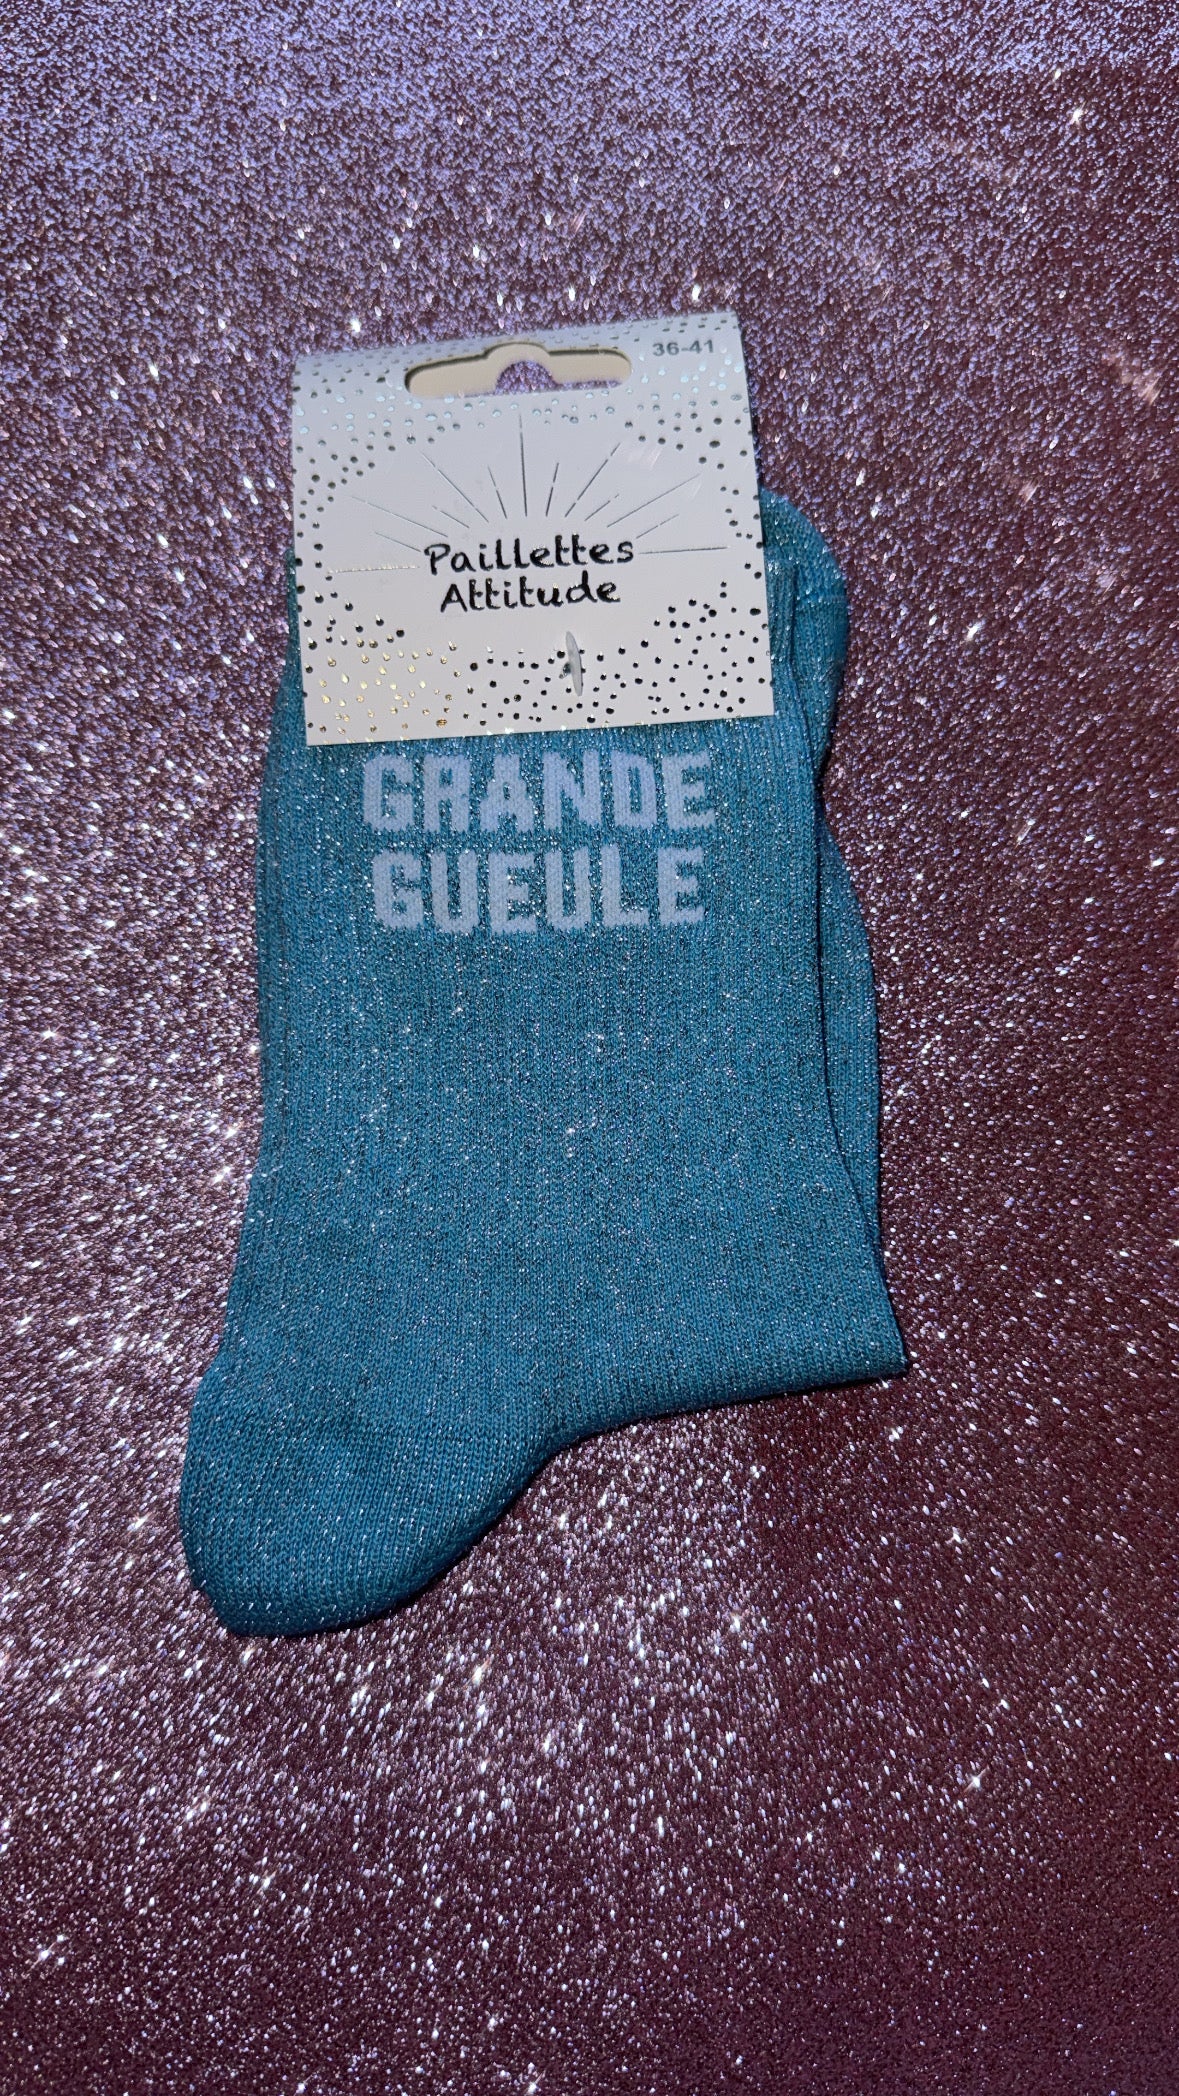 36-41
Paillettes
Attitude
GRANDE
GUEULE